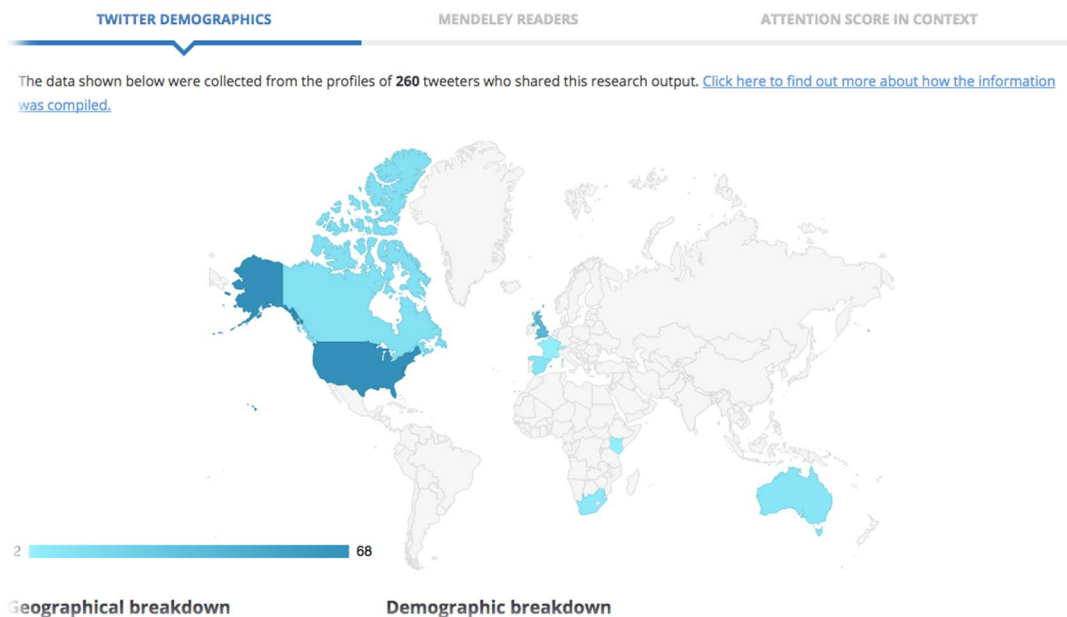 TWITTER DEMOGRAPHICS
MENDELEY READERS
ATTENTION SCORE IN CONTEXT
The data shown below were collected from the profiles of 260 tweeters who shared this research output. Click here to find out more about how the information
was compiled.
2
68
Geographical breakdown
Demographic breakdown